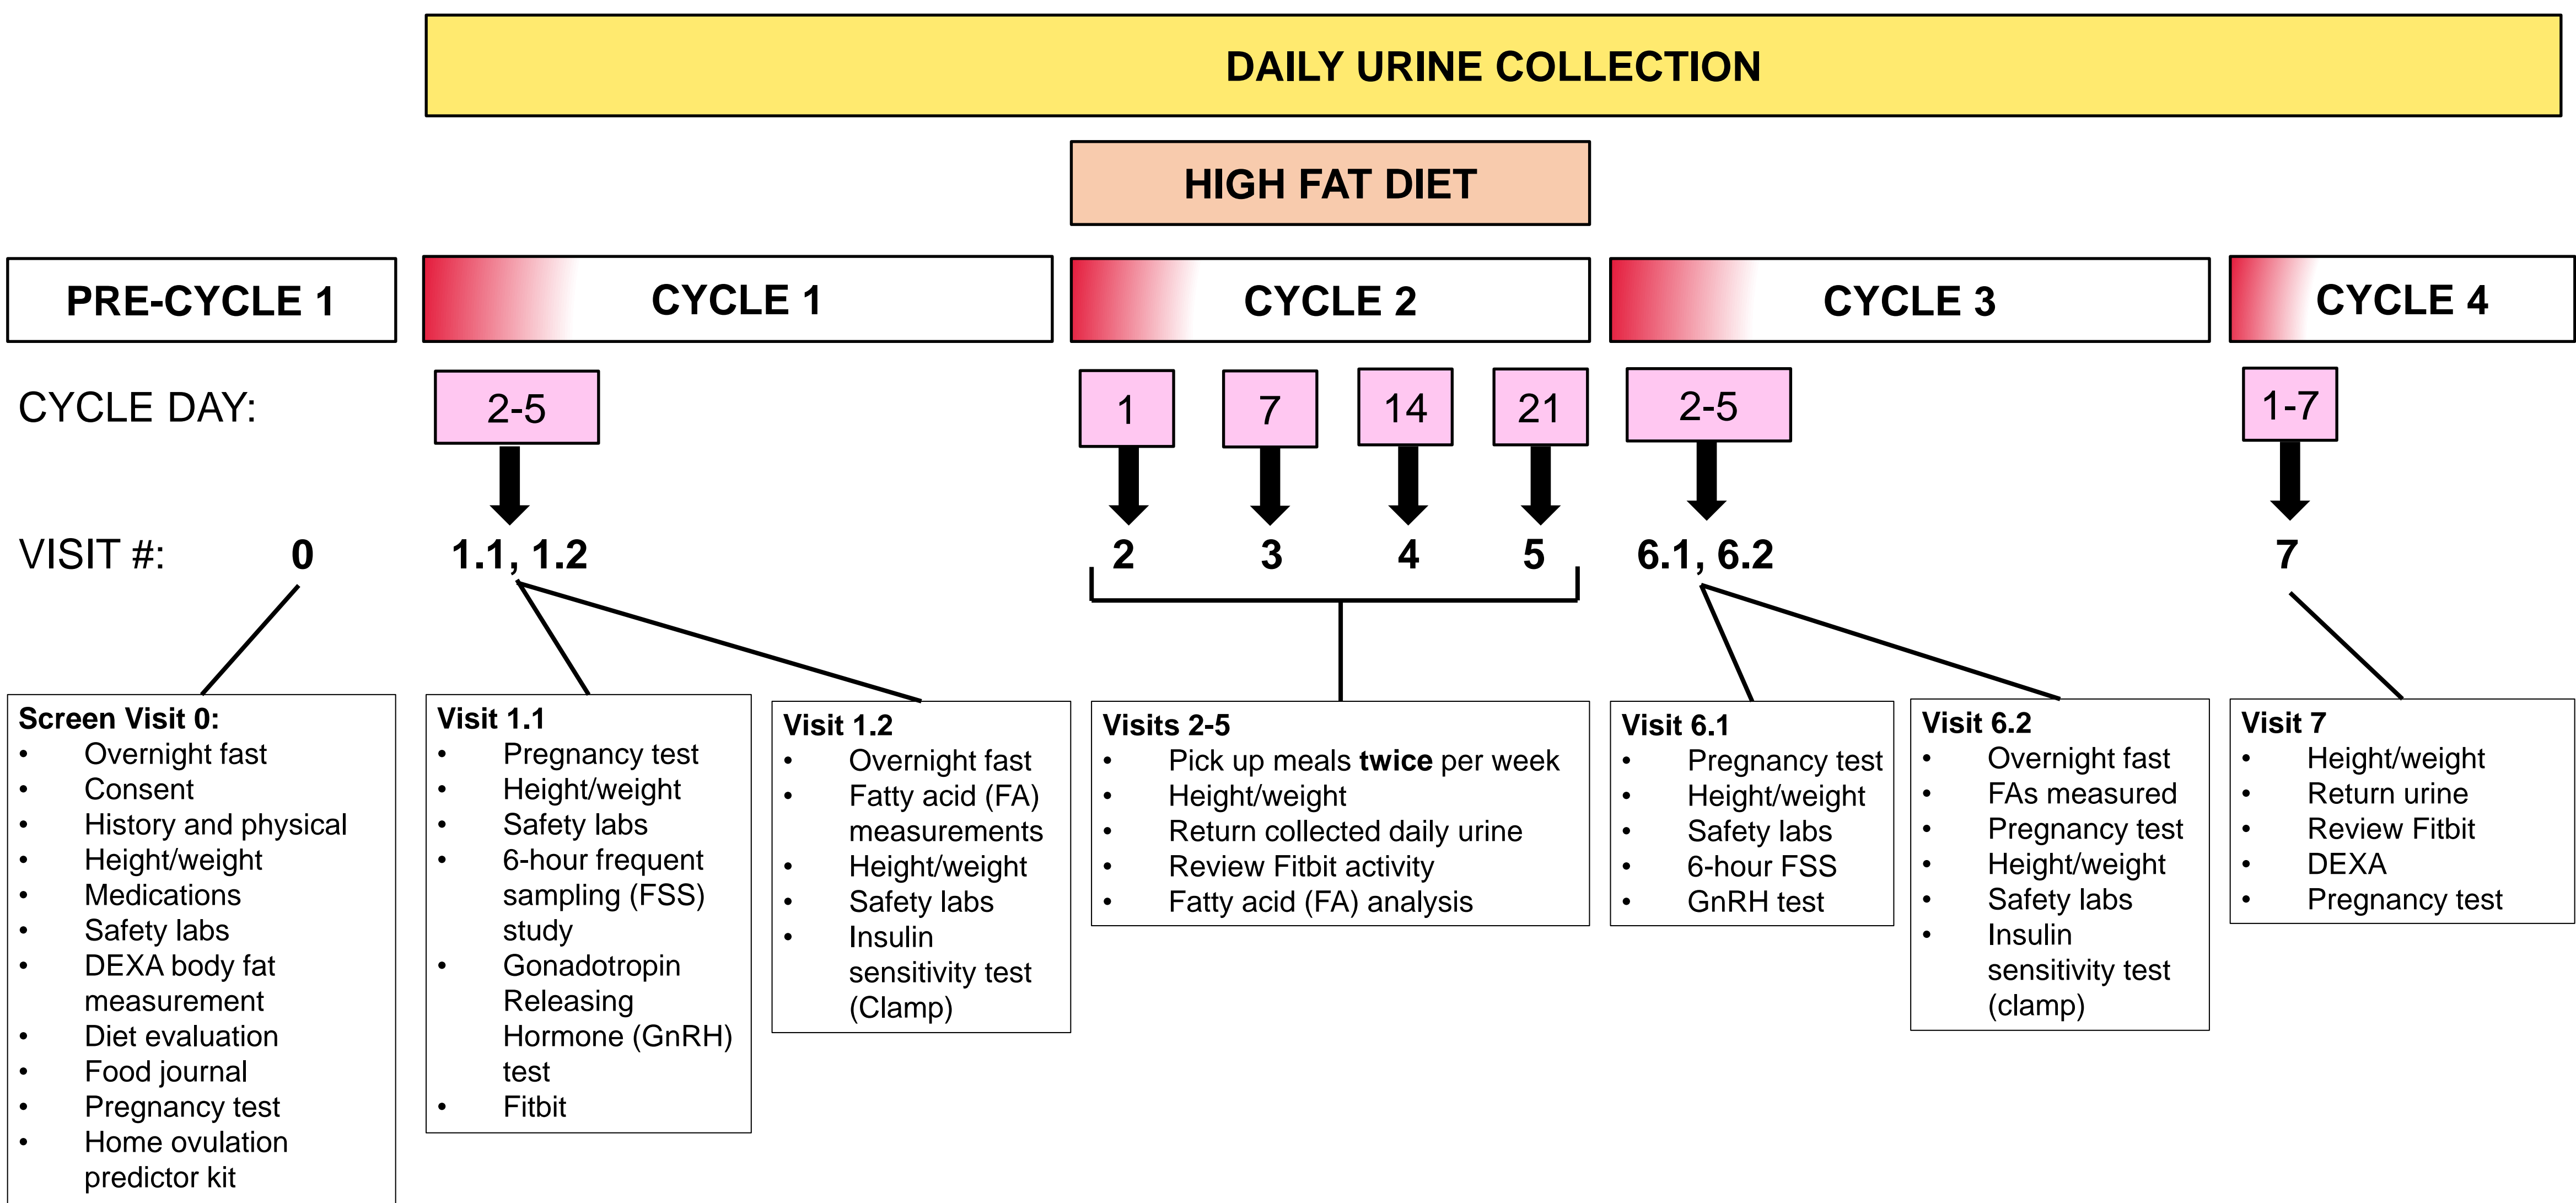 DAILY URINE COLLECTION
HIGH FAT DIET
PRE-CYCLE 1
CYCLE 1
CYCLE 2
CYCLE 3
CYCLE 4
CYCLE DAY:
2-5
1
7
14
21
2-5
1-7
VISIT #:
0
1.1, 1.2
2
3
4
5
6.1, 6.2
7
Screen Visit 0:
• Overnight fast
• Consent
• History and physical
• Height/weight
• Medications
• Safety labs
• DEXA body fat
measurement
• Diet evaluation
• Food journal
• Pregnancy test
• Home ovulation
predictor kit
Visit 1.1
• Pregnancy test
• Height/weight
• Safety labs
• 6-hour frequent
sampling (FSS)
study
• Gonadotropin
Releasing
Hormone (GnRH)
test
• Fitbit
Visit 1.2
• Overnight fast
• Fatty acid (FA)
measurements
• Height/weight
• Safety labs
• Insulin
sensitivity test
(Clamp)
Visits 2-5
• Pick up meals twice per week
• Height/weight
• Return collected daily urine
• Review Fitbit activity
• Fatty acid (FA) analysis
Visit 6.1
• Pregnancy test
• Height/weight
• Safety labs
• 6-hour FSS
• GnRH test
Visit 6.2
• Overnight fast
• FAs measured
• Pregnancy test
• Height/weight
• Safety labs
• Insulin
sensitivity test
(clamp)
Visit 7
• Height/weight
• Return urine
• Review Fitbit
• DEXA
• Pregnancy test